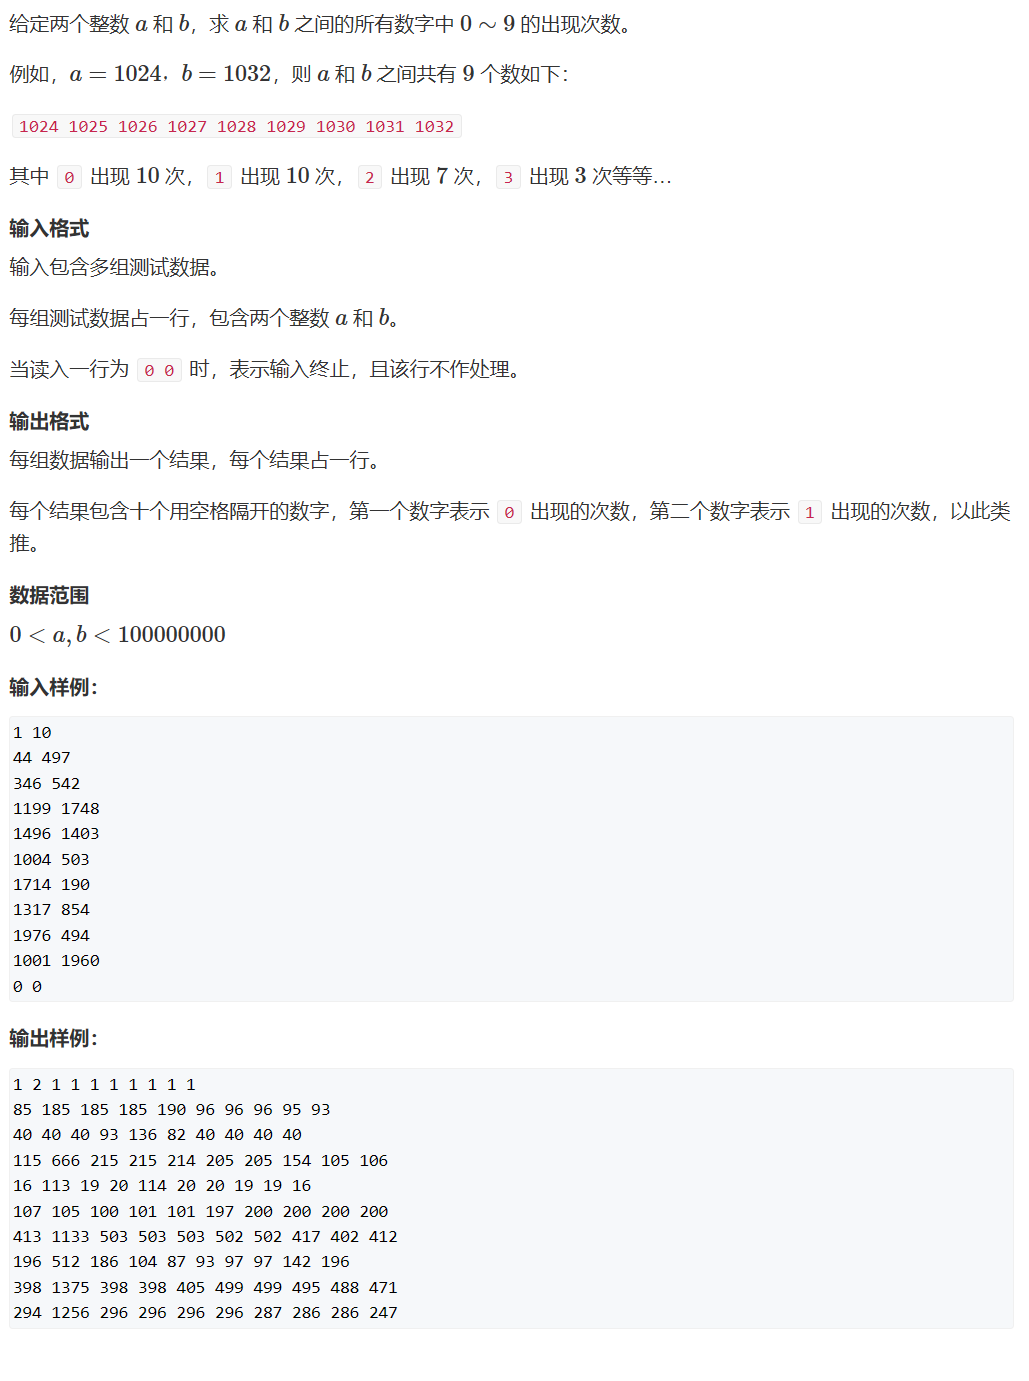 给定两个整数 a 和 b，求 a 和 b 之间的所有数字中 0 ∼ 9 的出现次数。
例如，a = 1024，b = 1032，则 a 和 b 之间共有 9 个数如下：
1024 1025 1026 1027 1028 1029 1030 1031 1032
其中 0 出现 10 次，1 出现 10 次，2 出现 7 次，3 出现 3 次等等…
输入格式
输入包含多组测试数据。
每组测试数据占一行，包含两个整数 a 和 b。
当读入一行为 0 0 时，表示输入终止，且该行不作处理。
输出格式
每组数据输出一个结果，每个结果占一行。
每个结果包含十个用空格隔开的数字，第一个数字表示 0 出现的次数，第二个数字表示 1 出现的次数，以此类
推。
数据范围
0 < a, b < 100000000
输入样例：
1 10
44 497
346 542
1199 1748
1496 1403
1004 503
1714 190
1317 854
1976 494
1001 1960
0 0
输出样例：
1 2 1 1 1 1 1 1 1 1
85 185 185 185 190 96 96 96 95 93
40 40 40 93 136 82 40 40 40 40
115 666 215 215 214 205 205 154 105 106
16 113 19 20 114 20 20 19 19 16
107 105 100 101 101 197 200 200 200 200
413 1133 503 503 503 502 502 417 402 412
196 512 186 104 87 93 97 97 142 196
398 1375 398 398 405 499 499 495 488 471
294 1256 296 296 296 296 287 286 286 247